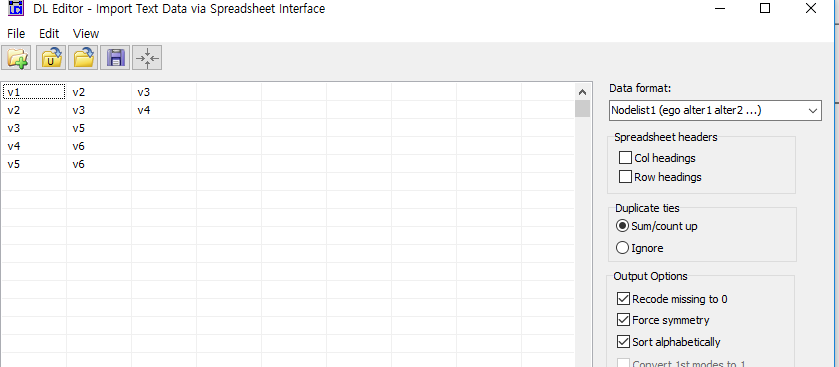 DL Editor - Import Text Data via Spreadsheet Interface
File Edit View
U
v1 v2 v3
v2 v3 v4
v3 v5
v4 v6
v5 v6
Data format:
Nodelist1 (ego alter1 alter2 ...)
Spreadsheet headers
Col headings
Row headings
Duplicate ties
Sum/count up
Ignore
Output Options
Recode missing to 0
Force symmetry
Sort alphabetically
Convert 1st modes to 1